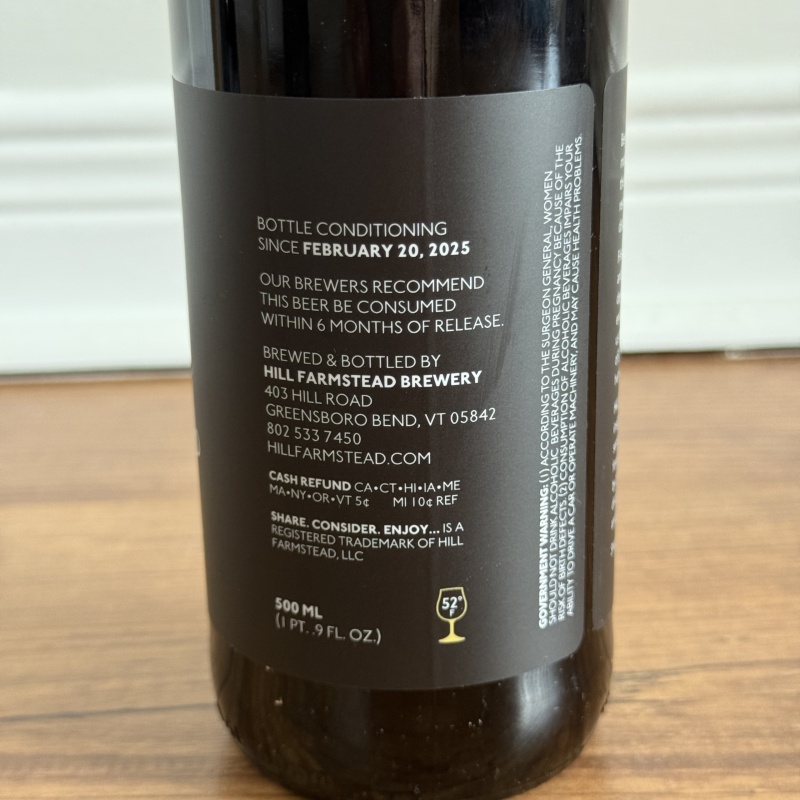 BOTTLE CONDITIONING
SINCE FEBRUARY 20, 2025
OUR BREWERS RECOMMEND
THIS BEER BE CONSUMED
WITHIN 6 MONTHS OF RELEASE.
BREWED & BOTTLED BY
HILL FARMSTEAD BREWERY
403 HILL ROAD
GREENSBORO BEND, VT 05842
802 533 7450
HILLFARMSTEAD.COM
CASH REFUND CA•CT•HI•IA•ME
MA•NY•OR•VT 5¢ MI 10¢ REF
SHARE. CONSIDER. ENJOY... IS A
REGISTERED TRADEMARK OF HILL
FARMSTEAD, LLC
500 ML
(1 PT. .9 FL. OZ.)
52°
F
GOVERNMENT WARNING: (1) ACCORDING TO THE SURGEON GENERAL, WOMEN
SHOULD NOT DRINK ALCOHOLIC BEVERAGES DURING PREGNANCY BECAUSE OF THE
RISK OF BIRTH DEFECTS. (2) CONSUMPTION OF ALCOHOLIC BEVERAGES IMPAIRS YOUR
ABILITY TO DRIVE A CAR OR OPERATE MACHINERY, AND MAY CAUSE HEALTH PROBLEMS.